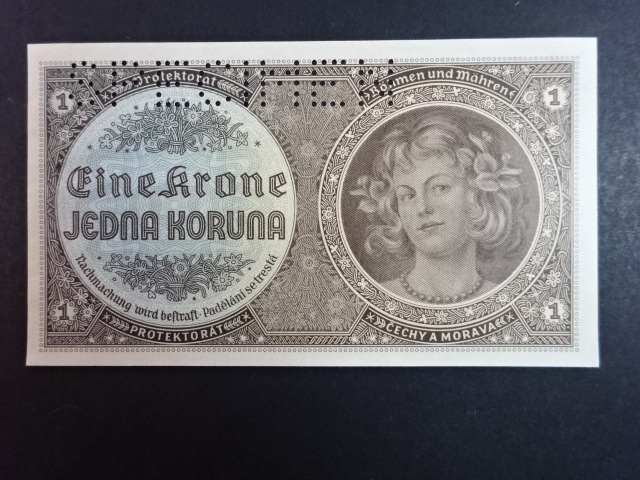 Protektorat Böhmen und Mähren
1 1
Eine Krone
JEDNA KORUNA
Nachmachung wird bestraft · Padělání se trestá
1 1
PROTEKTORÁT ČECHY A MORAVA